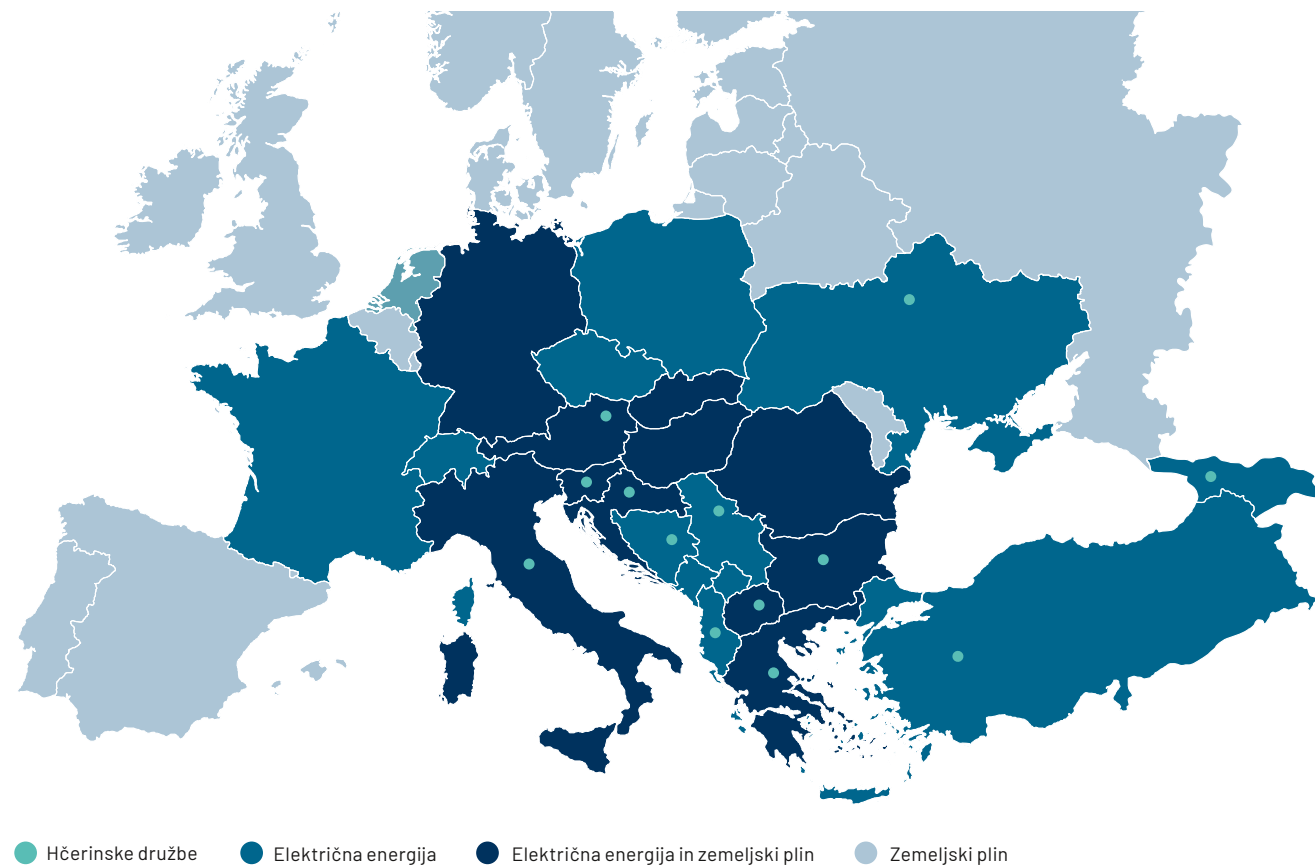 Hčerinske družbe
Električna energija
Električna energija in zemeljski plin
Zemeljski plin